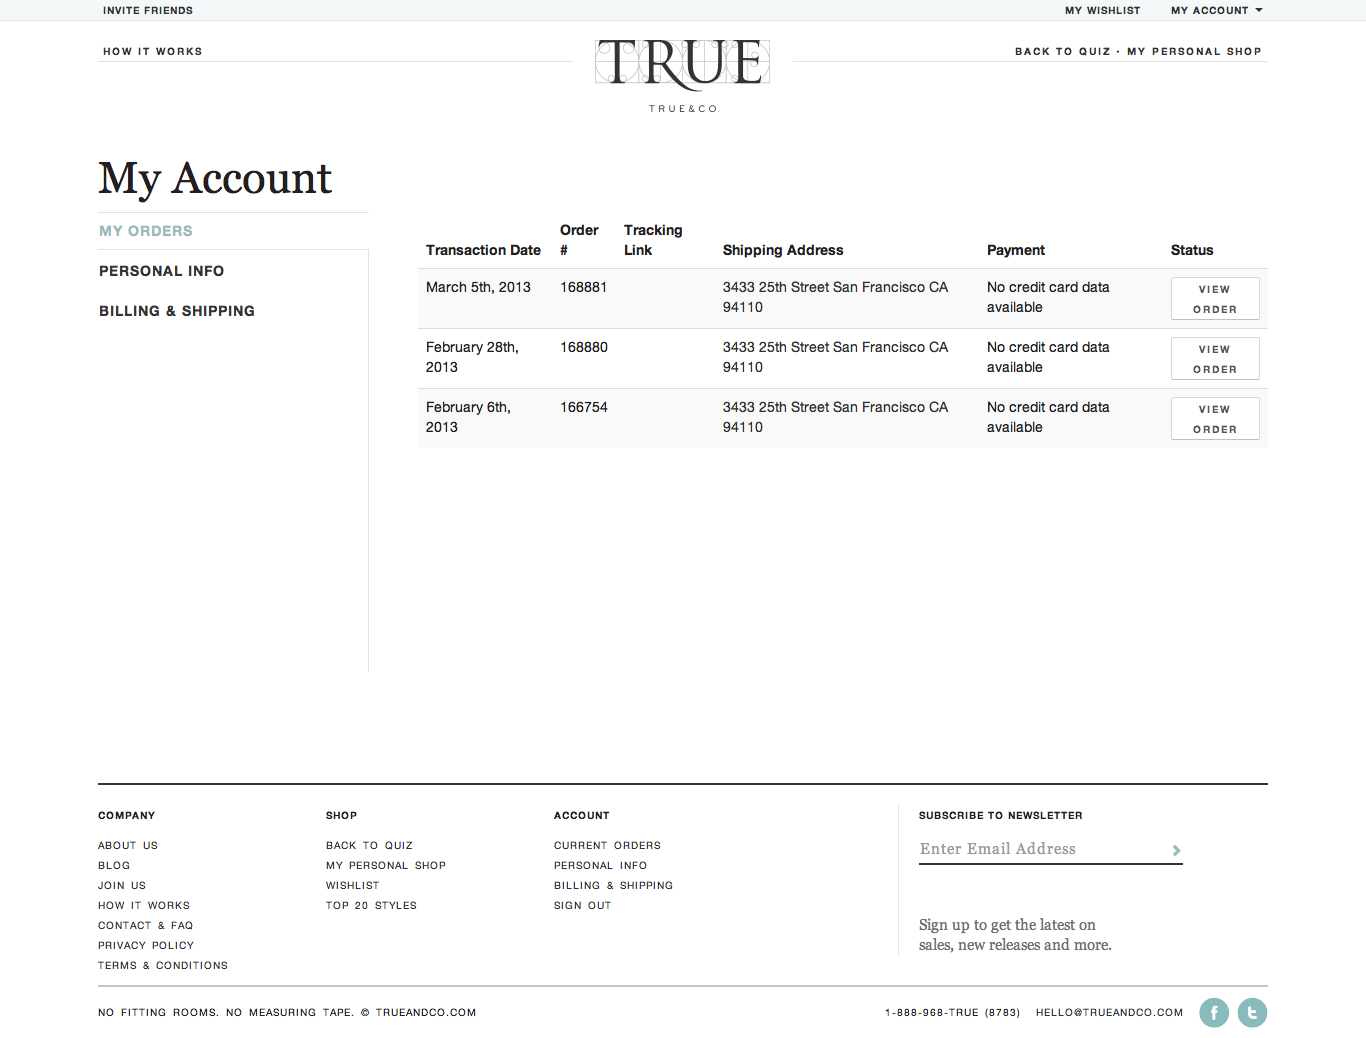 INVITE FRIENDS
MY WISHLIST MY ACCOUNT
HOW IT WORKS
TRUE
BACK TO QUIZ • MY PERSONAL SHOP
TRUE&CO.
My Account
MY ORDERS
PERSONAL INFO
BILLING & SHIPPING
Transaction Date Order # Tracking Link Shipping Address Payment Status
March 5th, 2013 168881 3433 25th Street San Francisco CA 94110 No credit card data available VIEW ORDER
February 28th, 2013 168880 3433 25th Street San Francisco CA 94110 No credit card data available VIEW ORDER
February 6th, 2013 166754 3433 25th Street San Francisco CA 94110 No credit card data available VIEW ORDER
COMPANY
ABOUT US
BLOG
JOIN US
HOW IT WORKS
CONTACT & FAQ
PRIVACY POLICY
TERMS & CONDITIONS
SHOP
BACK TO QUIZ
MY PERSONAL SHOP
WISHLIST
TOP 20 STYLES
ACCOUNT
CURRENT ORDERS
PERSONAL INFO
BILLING & SHIPPING
SIGN OUT
SUBSCRIBE TO NEWSLETTER
Enter Email Address
Sign up to get the latest on
sales, new releases and more.
NO FITTING ROOMS. NO MEASURING TAPE. © TRUEANDCO.COM
1-888-968-TRUE (8783) HELLO@TRUEANDCO.COM